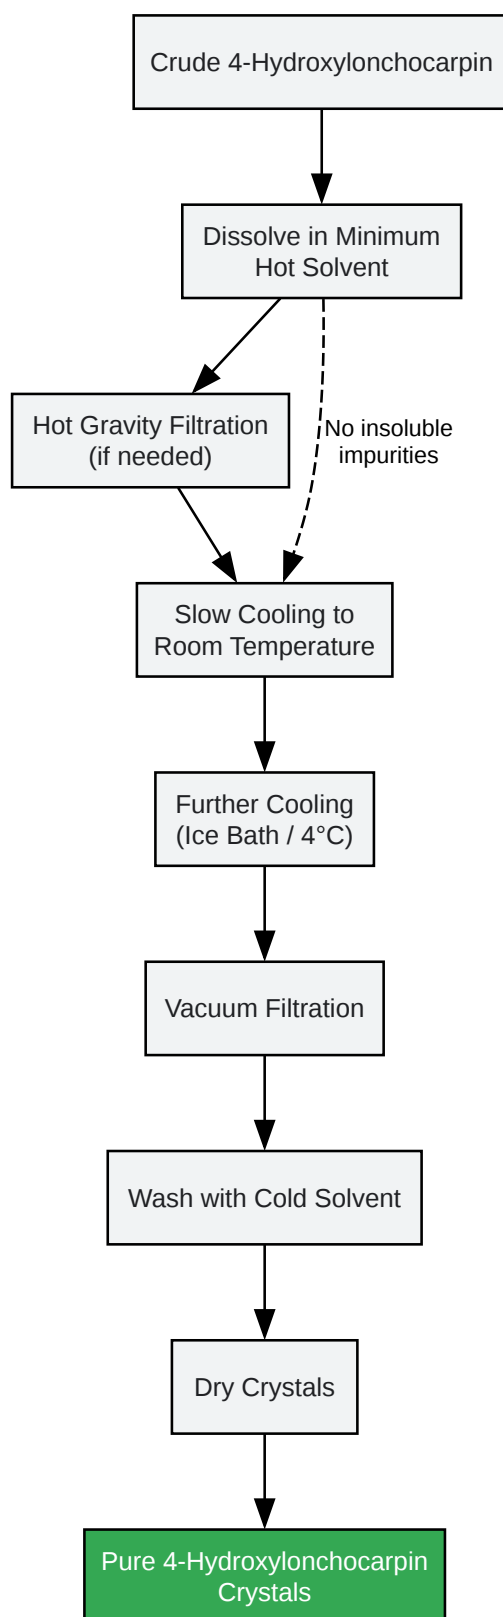 Crude 4-Hydroxylonchocarpin
Dissolve in Minimum
Hot Solvent
Hot Gravity Filtration
(if needed)
No insoluble
impurities
Slow Cooling to
Room Temperature
Further Cooling
(Ice Bath / 4°C)
Vacuum Filtration
Wash with Cold Solvent
Dry Crystals
Pure 4-Hydroxylonchocarpin
Crystals